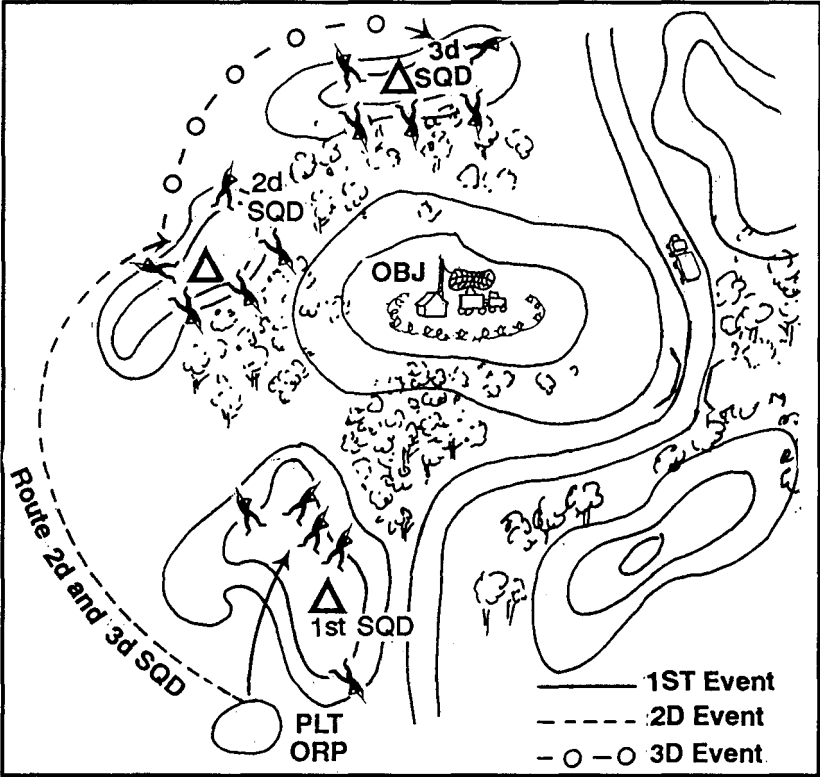 3d
SQD
2d
SQD
OBJ
Route 2d and 3d SQD
1st SQD
PLT
ORP
1ST Event
2D Event
3D Event